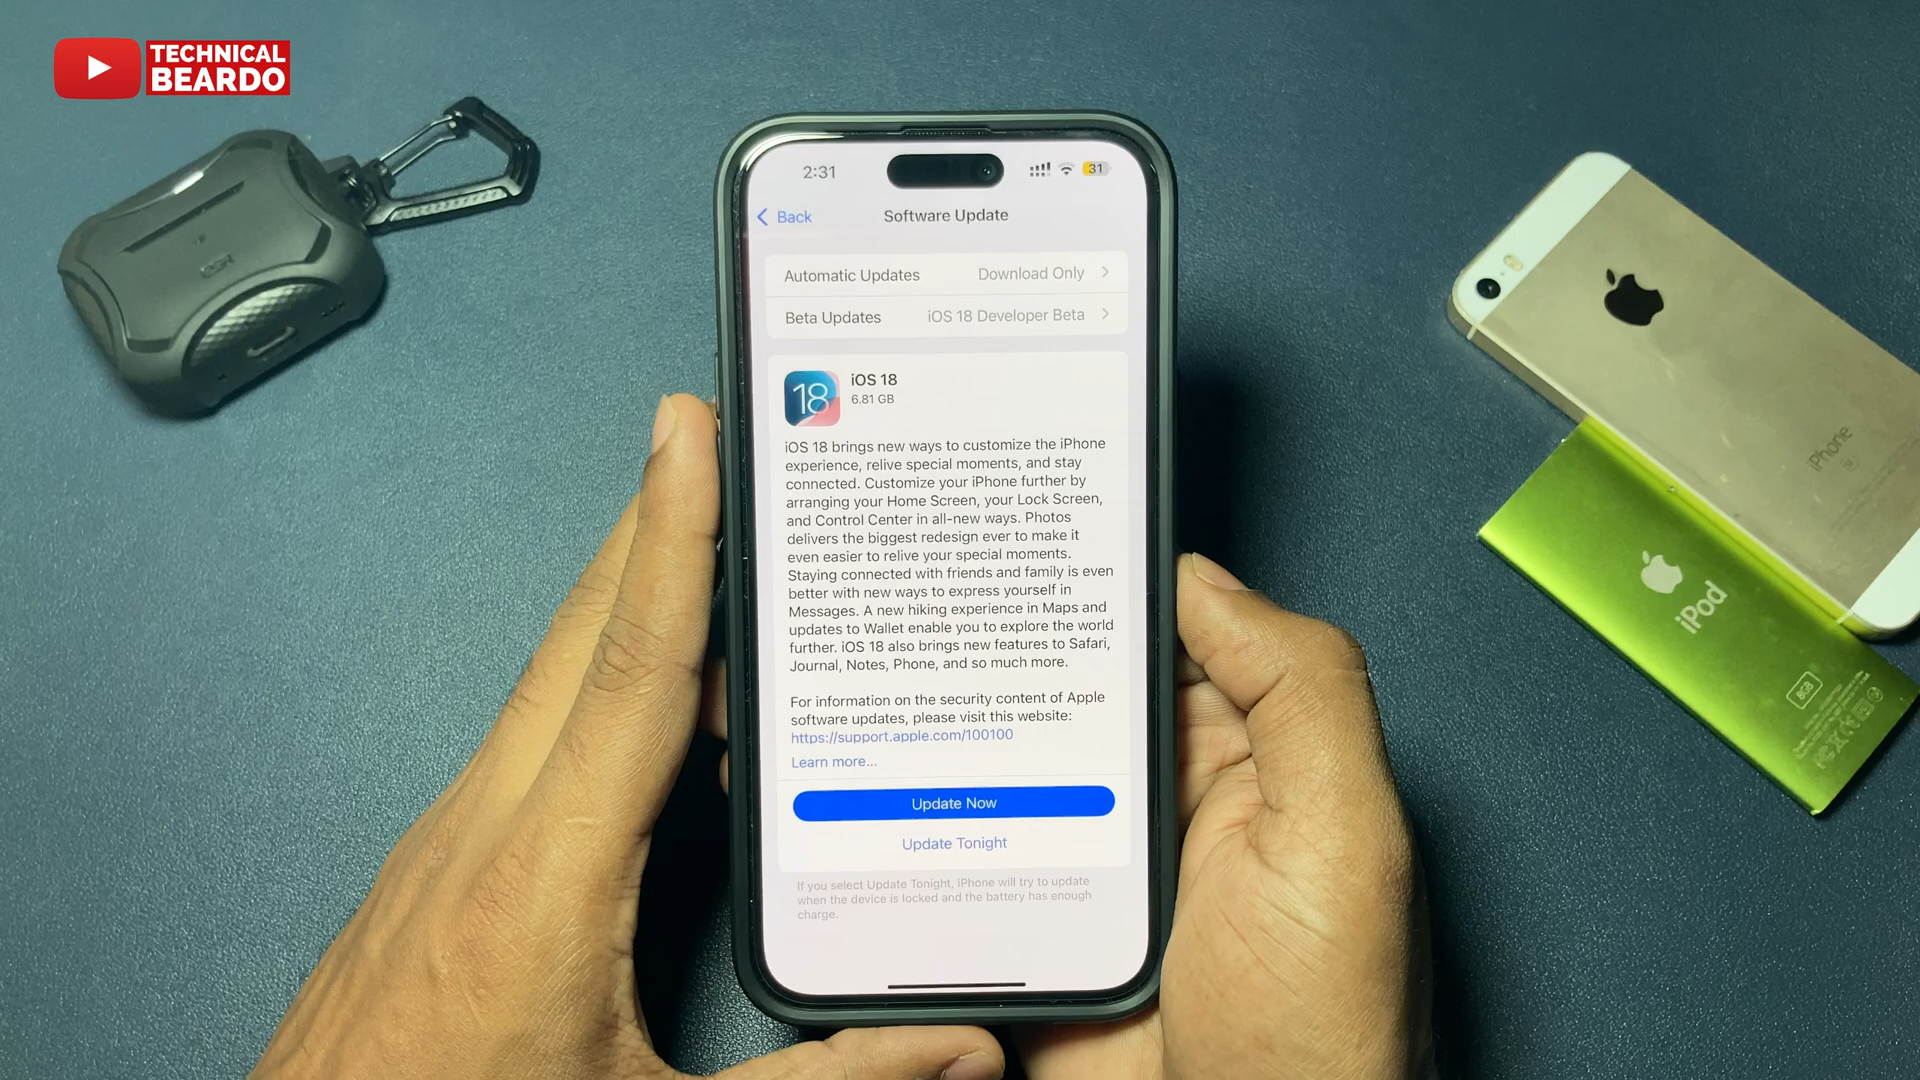 TECHNICAL
BEARDO
2:31
31
Back
Software Update
Automatic Updates
Download Only
Beta Updates
iOS 18 Developer Beta
18
iOS 18
6.81 GB
iOS 18 brings new ways to customize the iPhone
experience, relive special moments, and stay
connected. Customize your iPhone further by
arranging your Home Screen, your Lock Screen,
and Control Center in all-new ways. Photos
delivers the biggest redesign ever to make it
even easier to relive your special moments.
Staying connected with friends and family is even
better with new ways to express yourself in
Messages. A new hiking experience in Maps and
updates to Wallet enable you to explore the world
further. iOS 18 also brings new features to Safari,
Journal, Notes, Phone, and so much more.
For information on the security content of Apple
software updates, please visit this website:
https://support.apple.com/100100
Learn more...
Update Now
Update Tonight
If you select Update Tonight, iPhone will try to update
when the device is locked and the battery has enough
charge.
iPhone
iPod
8GB